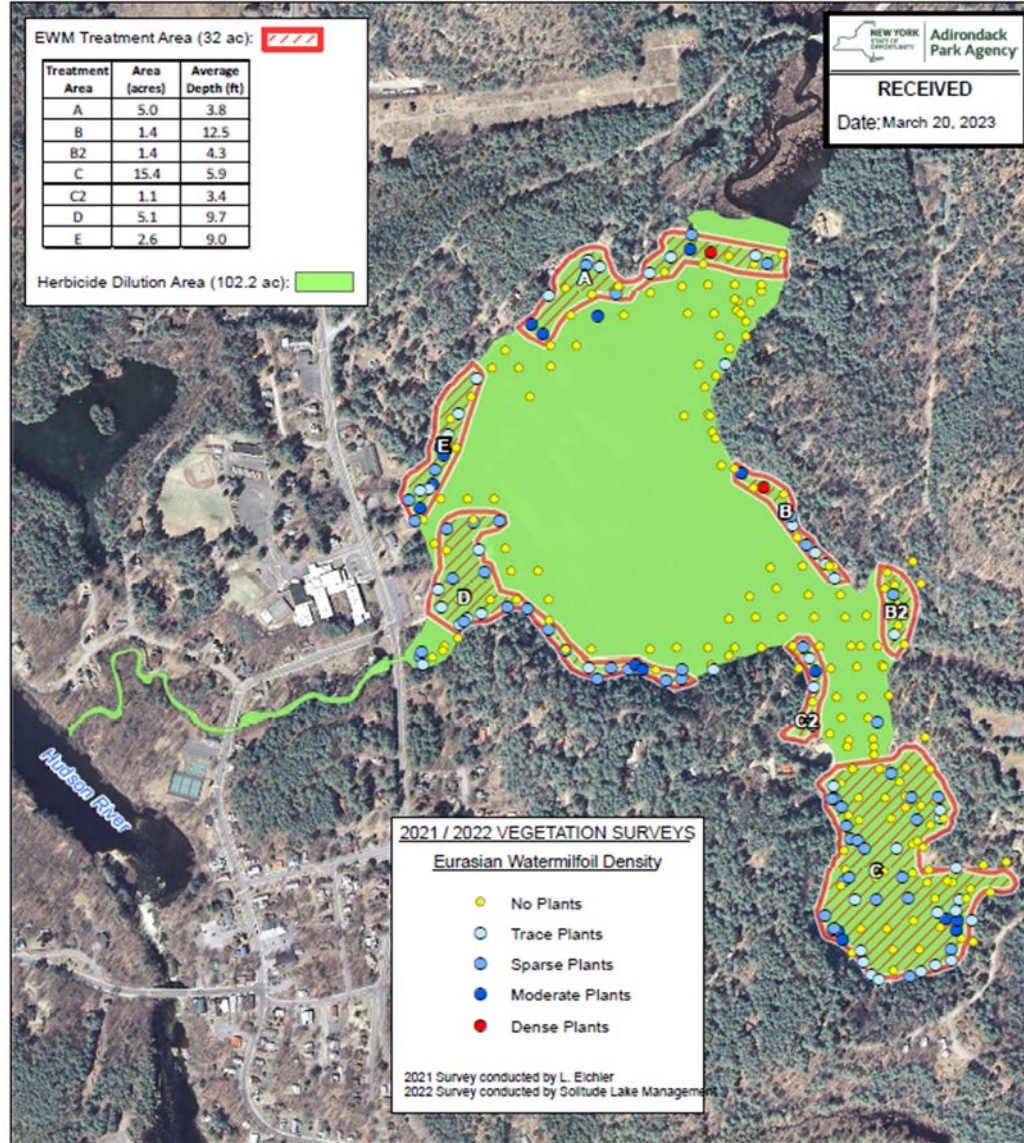 EWM Treatment Area (32 ac):
Treatment Area Area (acres) Average Depth (ft)
A 5.0 3.8
B 1.4 12.5
B2 1.4 4.3
C 15.4 5.9
C2 1.1 3.4
D 5.1 9.7
E 2.6 9.0
Herbicide Dilution Area (102.2 ac):
NEW YORK STATE OF OPPORTUNITY
Adirondack Park Agency
RECEIVED
Date: March 20, 2023
A
E
B
D
B2
C2
C
Hudson River
2021 / 2022 VEGETATION SURVEYS
Eurasian Watermilfoil Density
No Plants
Trace Plants
Sparse Plants
Moderate Plants
Dense Plants
2021 Survey conducted by L. Eichler
2022 Survey conducted by Solitude Lake Management